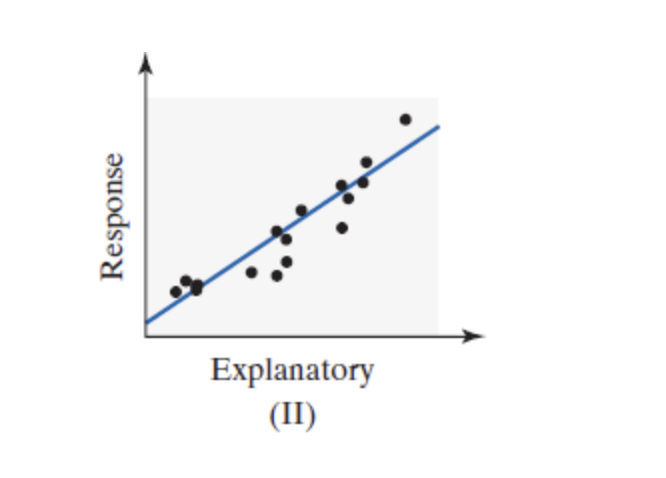 Response
Explanatory
(II)